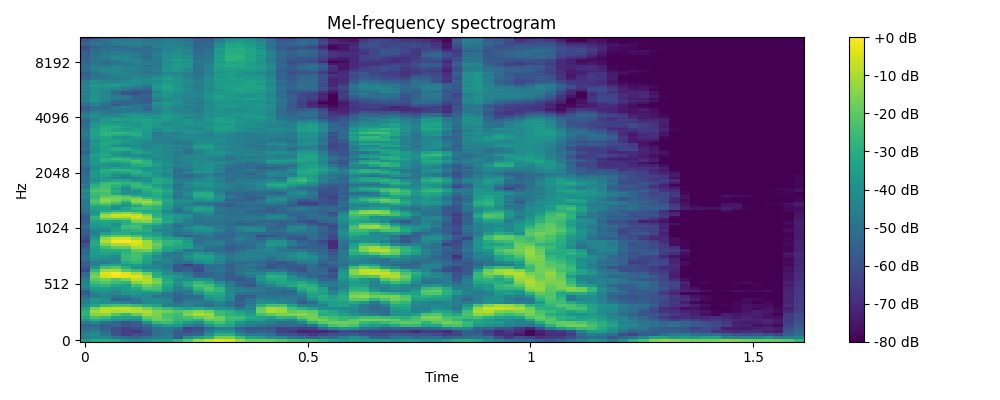 Mel-frequency spectrogram
8192
4096
2048
1024
512
0
Hz
0
0.5
1
1.5
Time
+0 dB
-10 dB
-20 dB
-30 dB
-40 dB
-50 dB
-60 dB
-70 dB
-80 dB